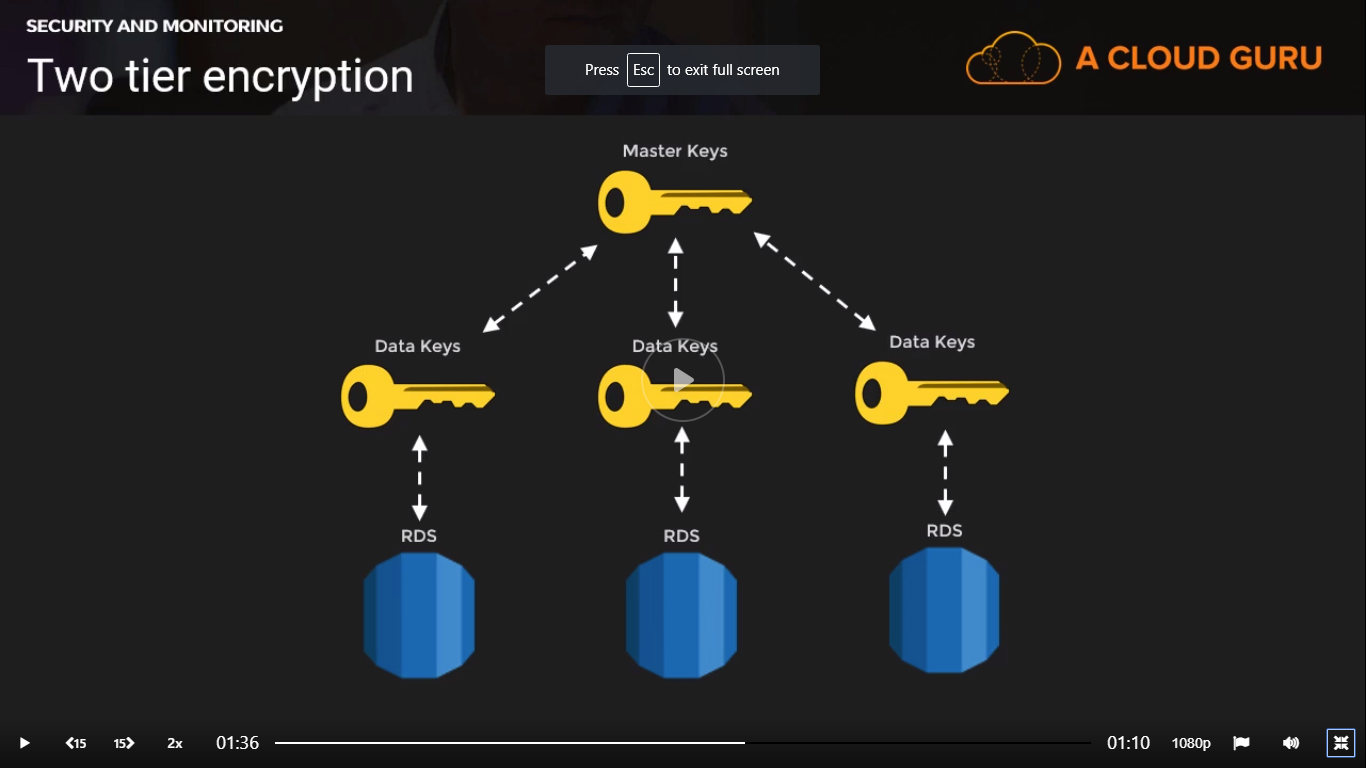 SECURITY AND MONITORING
Two tier encryption
Press Esc to exit full screen
A CLOUD GURU
Master Keys
Data Keys
Data Keys
Data Keys
RDS
RDS
RDS
15
15
2x
01:36
01:10
1080p